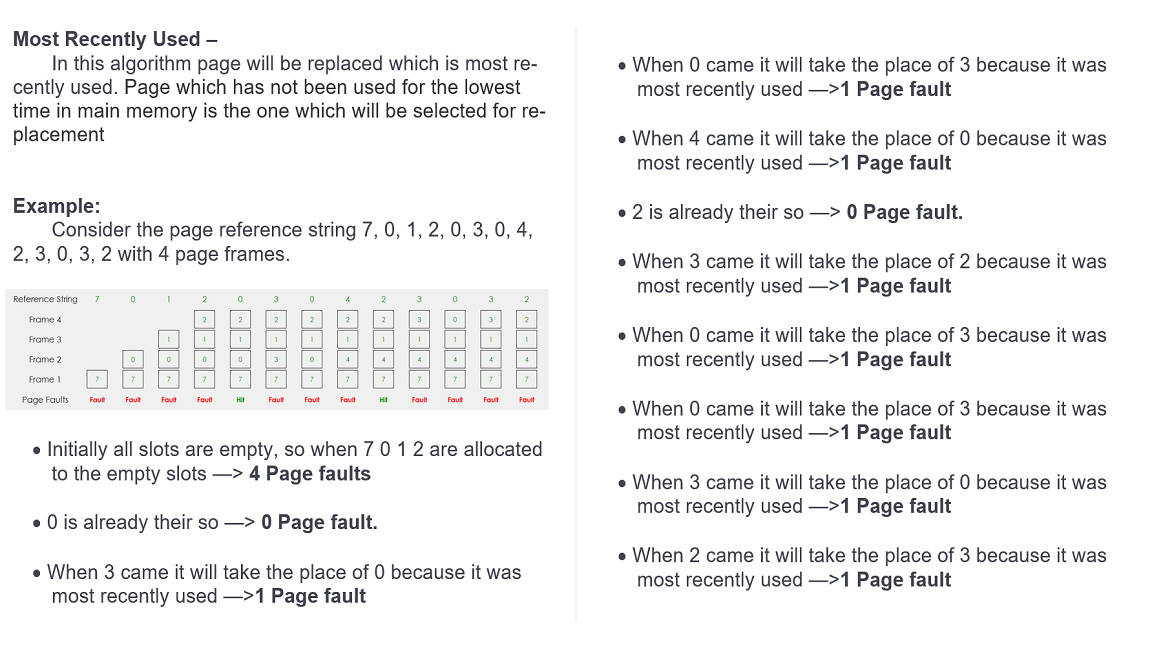 Most Recently Used –
In this algorithm page will be replaced which is most re-
cently used. Page which has not been used for the lowest
time in main memory is the one which will be selected for re-
placement
Example:
Consider the page reference string 7, 0, 1, 2, 0, 3, 0, 4,
2, 3, 0, 3, 2 with 4 page frames.
Reference String 7 0 1 2 0 3 0 4 2 3 0 3 2
Frame 4 2 2 2 2 2 2 3 0 3 2
Frame 3 1 1 1 1 1 1 1 1 1 1 1
Frame 2 0 0 0 0 3 0 4 4 4 4 4 4
Frame 1 7 7 7 7 7 7 7 7 7 7 7 7 7
Page Faults Fault Fault Fault Fault Hit Fault Fault Fault Hit Fault Fault Fault Fault
• Initially all slots are empty, so when 7 0 1 2 are allocated
to the empty slots —> 4 Page faults
• 0 is already their so —> 0 Page fault.
• When 3 came it will take the place of 0 because it was
most recently used —>1 Page fault
• When 0 came it will take the place of 3 because it was
most recently used —>1 Page fault
• When 4 came it will take the place of 0 because it was
most recently used —>1 Page fault
• 2 is already their so —> 0 Page fault.
• When 3 came it will take the place of 2 because it was
most recently used —>1 Page fault
• When 0 came it will take the place of 3 because it was
most recently used —>1 Page fault
• When 0 came it will take the place of 3 because it was
most recently used —>1 Page fault
• When 3 came it will take the place of 0 because it was
most recently used —>1 Page fault
• When 2 came it will take the place of 3 because it was
most recently used —>1 Page fault